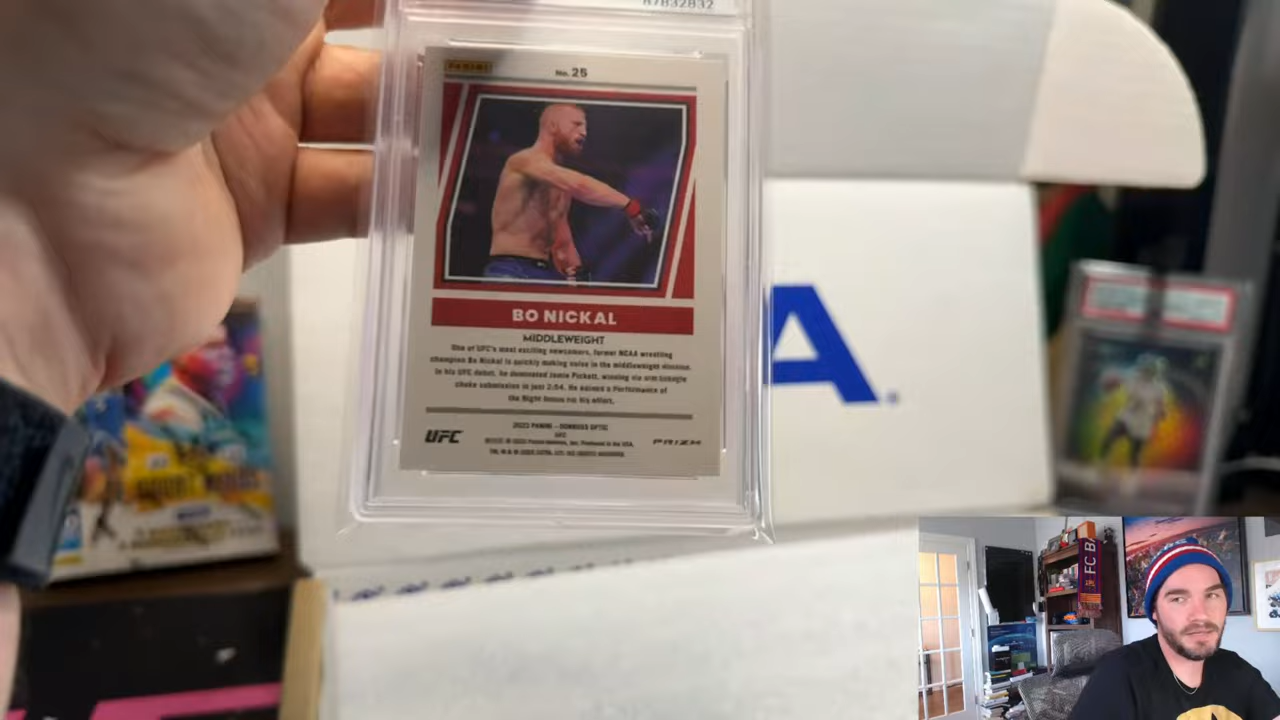 87832832
PANINI
No. 25
BO NICKAL
MIDDLEWEIGHT
One of UFC's most exciting newcomers, former NCAA wrestling
champion Bo Nickal is quickly making noise in the middleweight division.
In his UFC debut, he dominated Jamie Pickett, winning via arm triangle
choke submission in just 2:54. He earned a Performance of
the Night bonus for his effort.
2023 PANINI – DONRUSS OPTIC
UFC
UFC
PRIZM
A.
FC B